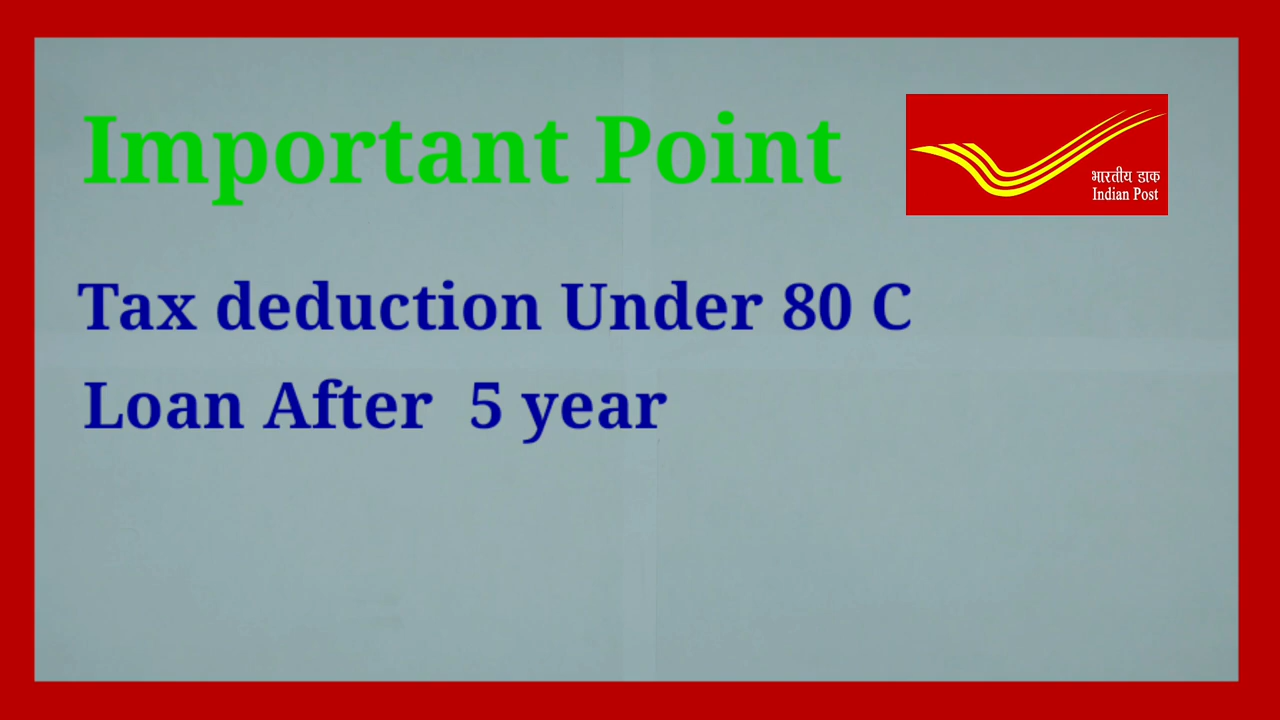 Important Point
भारतीय डाक
Indian Post
Tax deduction Under 80 C
Loan After 5 year